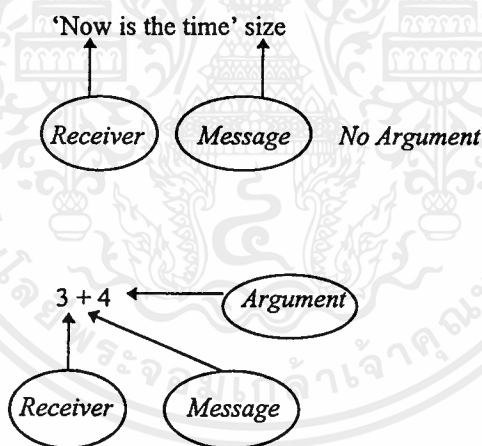 ‘Now is the time’ size
Receiver Message No Argument
3 + 4 Argument
Receiver Message